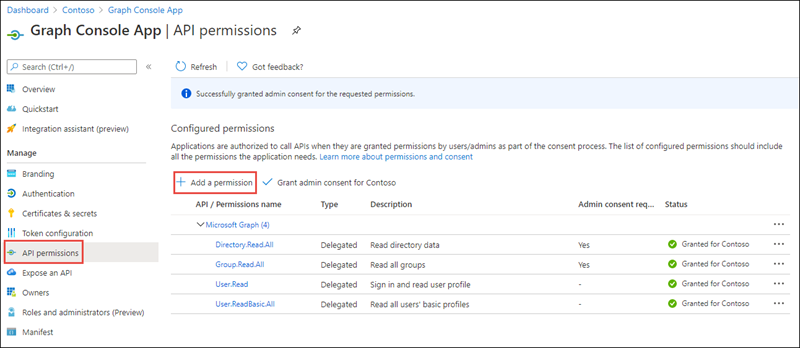 Dashboard > Contoso > Graph Console App
Graph Console App | API permissions
Search (Ctrl+/)
«
Overview
Quickstart
Integration assistant (preview)
Manage
Branding
Authentication
Certificates & secrets
Token configuration
API permissions
Expose an API
Owners
Roles and administrators (Preview)
Manifest
Refresh
Got feedback?
Successfully granted admin consent for the requested permissions.
Configured permissions
Applications are authorized to call APIs when they are granted permissions by users/admins as part of the consent process. The list of configured permissions should include
all the permissions the application needs. Learn more about permissions and consent
+ Add a permission
Grant admin consent for Contoso
API / Permissions name Type Description Admin consent req... Status
Microsoft Graph (4) ...
Directory.Read.All Delegated Read directory data Yes Granted for Contoso ...
Group.Read.All Delegated Read all groups Yes Granted for Contoso ...
User.Read Delegated Sign in and read user profile - Granted for Contoso ...
User.ReadBasic.All Delegated Read all users' basic profiles - Granted for Contoso ...